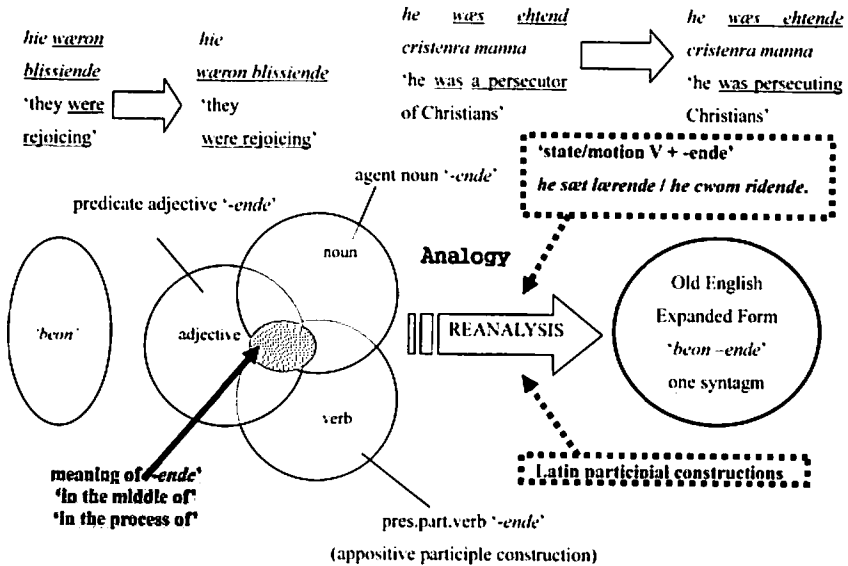 hie wæron
blissiende
'they were
rejoicing'
hie
wæron blissiende
'they
were rejoicing'
he wæs ehtend
cristenra manna
'he was a persecutor
of Christians'
he wæs ehtende
cristenra manna
'he was persecuting
Christians'
'state/motion V + -ende'
he sæt lærende / he cwom ridende.
agent noun '-ende'
predicate adjective '-ende'
noun
Analogy
'beon'
adjective
REANALYSIS
Old English
Expanded Form
'beon –ende'
one syntagm
verb
meaning of '-ende'
'in the middle of'
'in the process of'
Latin participial constructions
pres.part.verb '-ende'
(appositive participle construction)